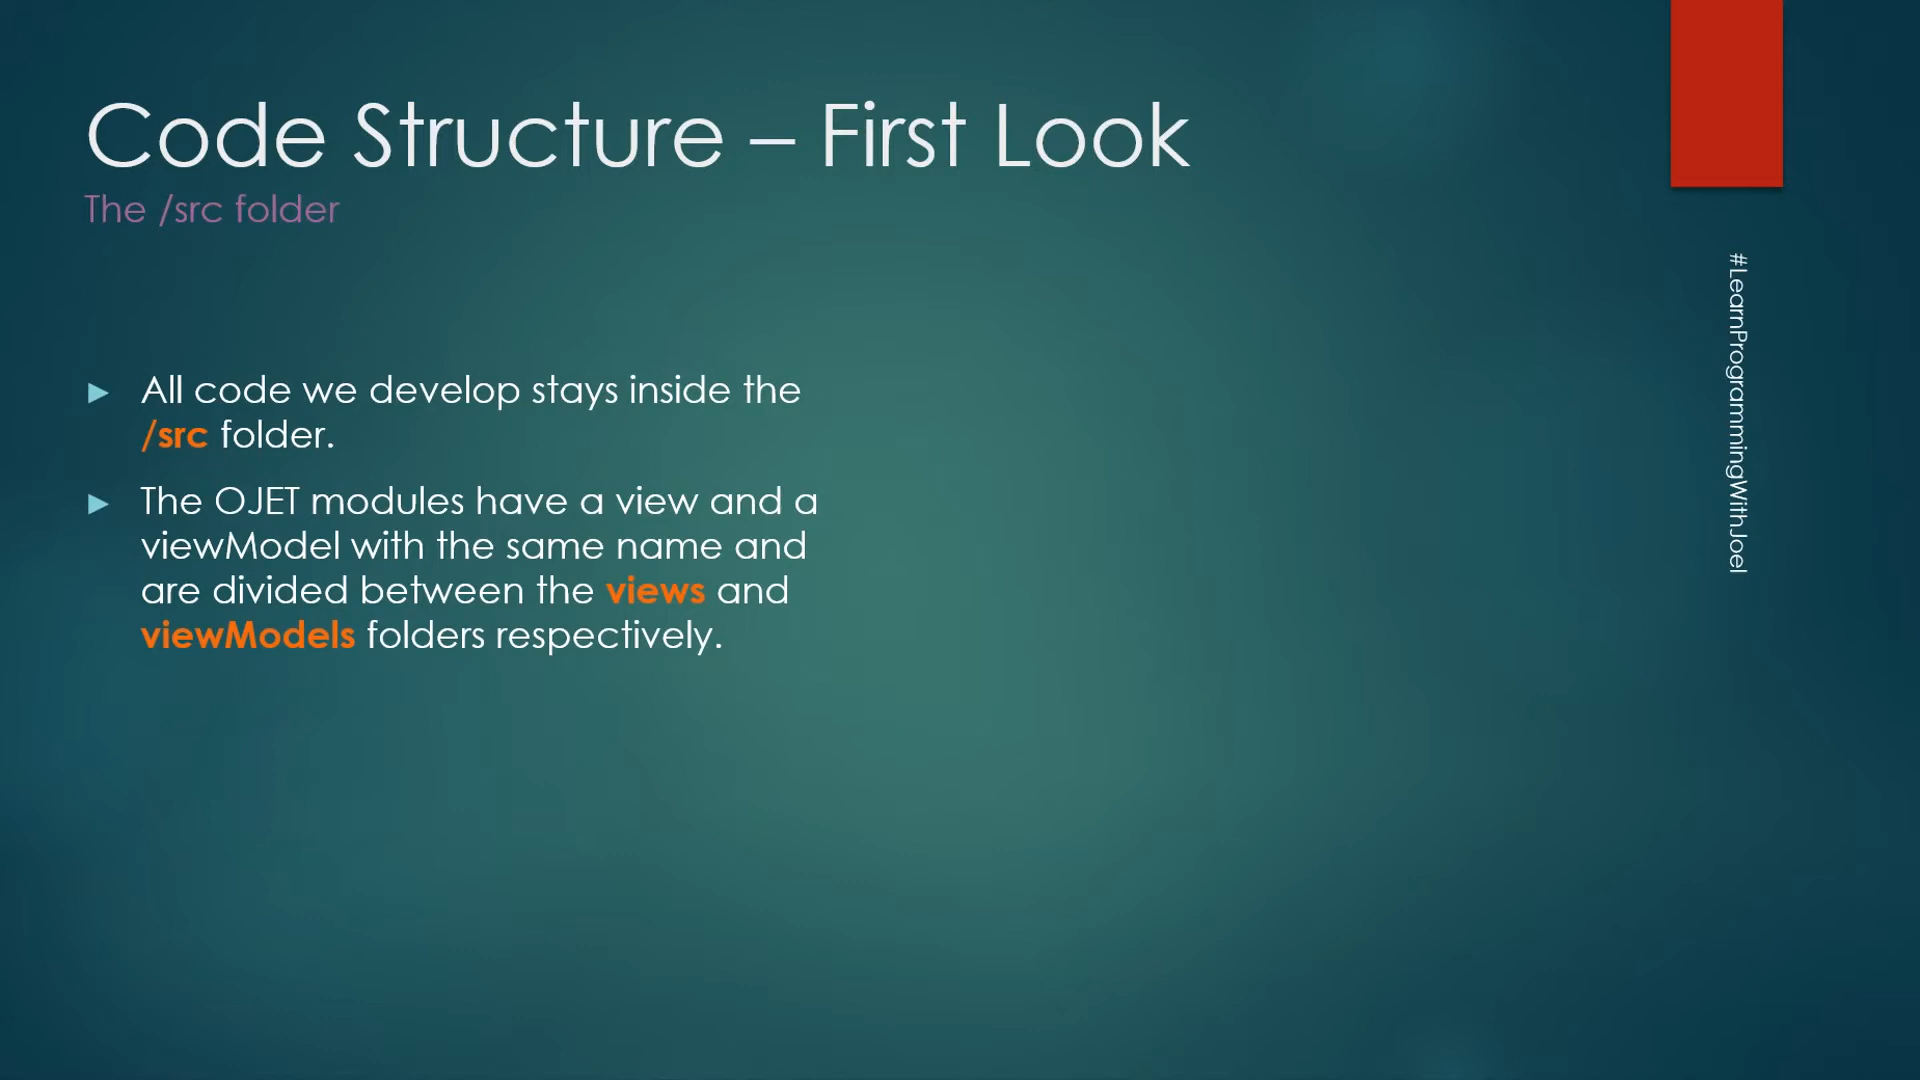 Code Structure – First Look
The /src folder
All code we develop stays inside the
/src folder.
The OJET modules have a view and a
viewModel with the same name and
are divided between the views and
viewModels folders respectively.
#LearnProgrammingWithJoel